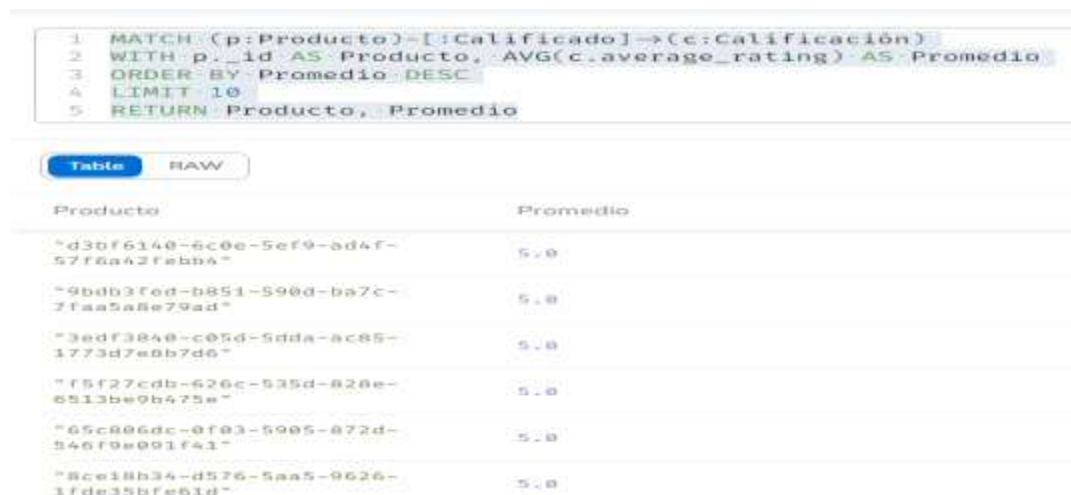 1 MATCH (p:Producto)-[:Calificado]->(c:Calificación)
2 WITH p._id AS Producto, AVG(c.average_rating) AS Promedio
3 ORDER BY Promedio DESC
4 LIMIT 10
5 RETURN Producto, Promedio
Table RAW
Producto Promedio
"d3bf6140-6c0e-5ef9-ad4f-
57f6a42febb4" 5.0
"9bdb3fed-b851-590d-ba7c-
7faa5a8e79ad" 5.0
"3edf3840-c05d-5dda-ac85-
1773d7e8b7d6" 5.0
"f5f27cdb-626c-535d-828e-
6513be9b475e" 5.0
"65c806dc-0f03-5905-872d-
546f9e091f41" 5.0
"8ce18b34-d576-5aa5-9626-
1fde35bfe61d" 5.0